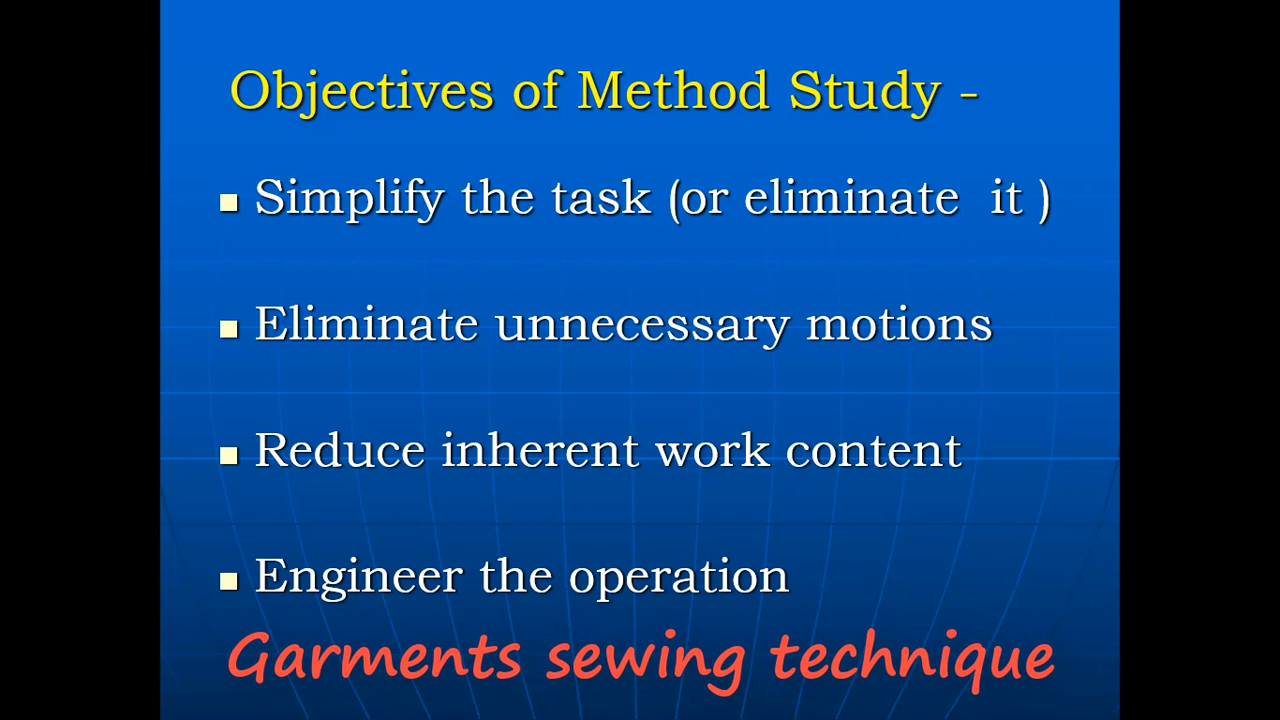 Objectives of Method Study -
Simplify the task (or eliminate  it )
Eliminate unnecessary motions
Reduce inherent work content
Engineer the operation
Garments sewing technique